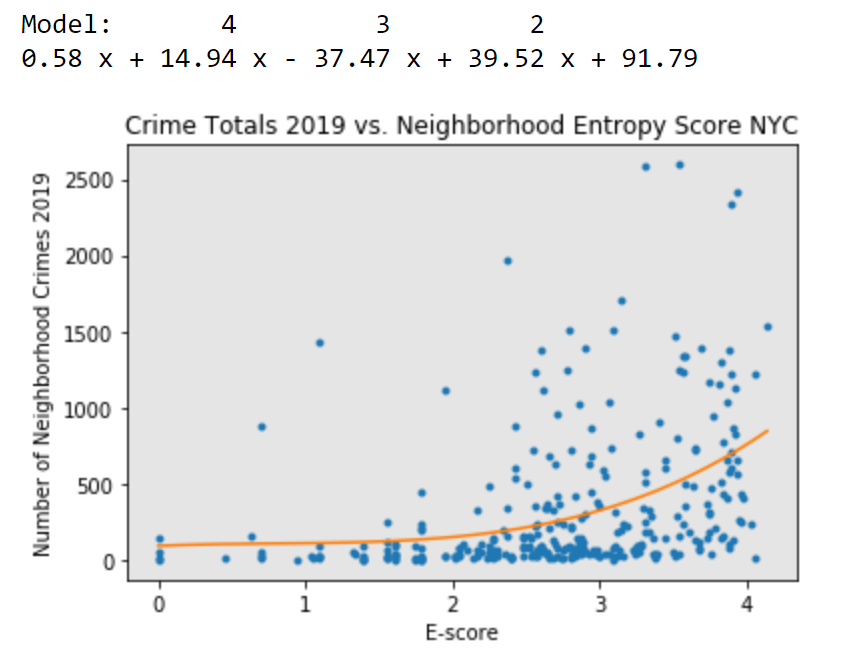 Model: 4 3 2
0.58 x + 14.94 x - 37.47 x + 39.52 x + 91.79
Crime Totals 2019 vs. Neighborhood Entropy Score NYC
Number of Neighborhood Crimes 2019
2500
2000
1500
1000
500
0
0 1 2 3 4
E-score